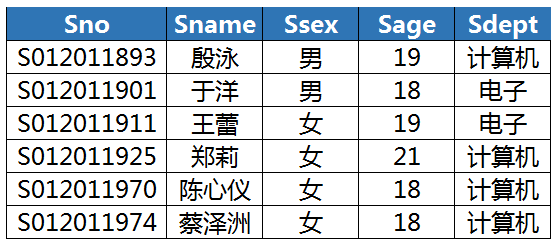 Sno Sname Ssex Sage Sdept
S012011893 殷泳 男 19 计算机
S012011901 于洋 男 18 电子
S012011911 王蕾 女 19 电子
S012011925 郑莉 女 21 计算机
S012011970 陈心仪 女 18 计算机
S012011974 蔡泽洲 女 18 计算机